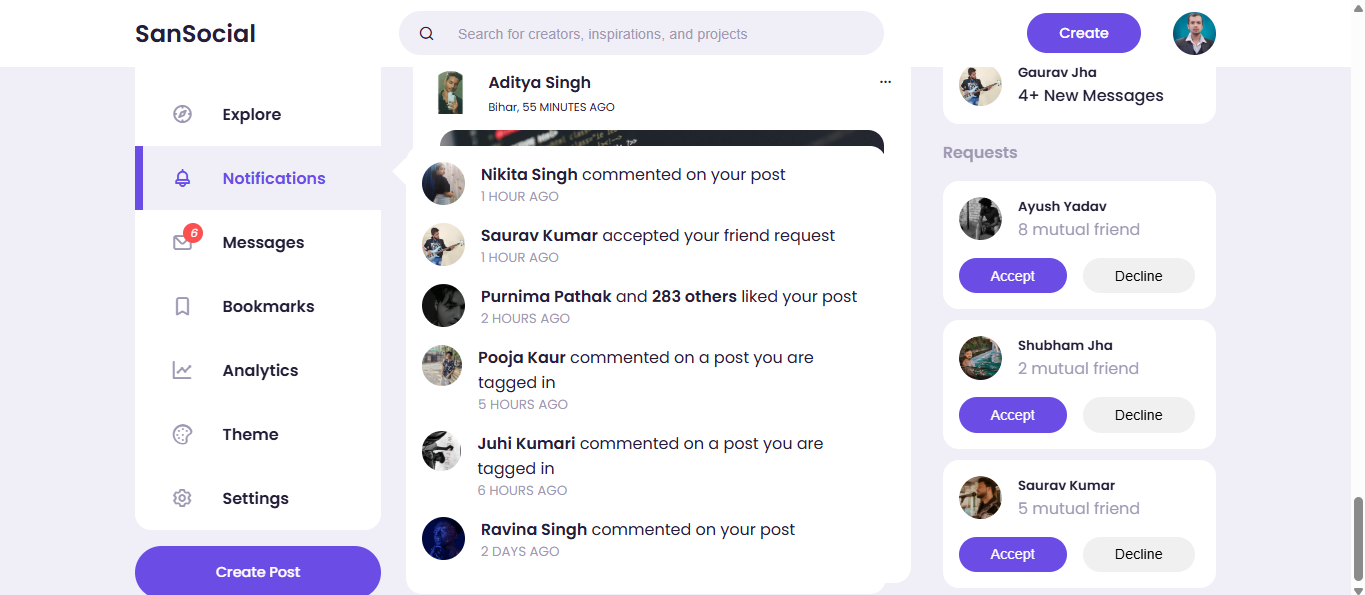 SanSocial
Search for creators, inspirations, and projects
Create
Explore
Notifications
6
Messages
Bookmarks
Analytics
Theme
Settings
Create Post
Aditya Singh
...
Bihar, 55 MINUTES AGO
Nikita Singh commented on your post
1 HOUR AGO
Saurav Kumar accepted your friend request
1 HOUR AGO
Purnima Pathak and 283 others liked your post
2 HOURS AGO
Pooja Kaur commented on a post you are
tagged in
5 HOURS AGO
Juhi Kumari commented on a post you are
tagged in
6 HOURS AGO
Ravina Singh commented on your post
2 DAYS AGO
Gaurav Jha
4+ New Messages
Requests
Ayush Yadav
8 mutual friend
Accept
Decline
Shubham Jha
2 mutual friend
Accept
Decline
Saurav Kumar
5 mutual friend
Accept
Decline